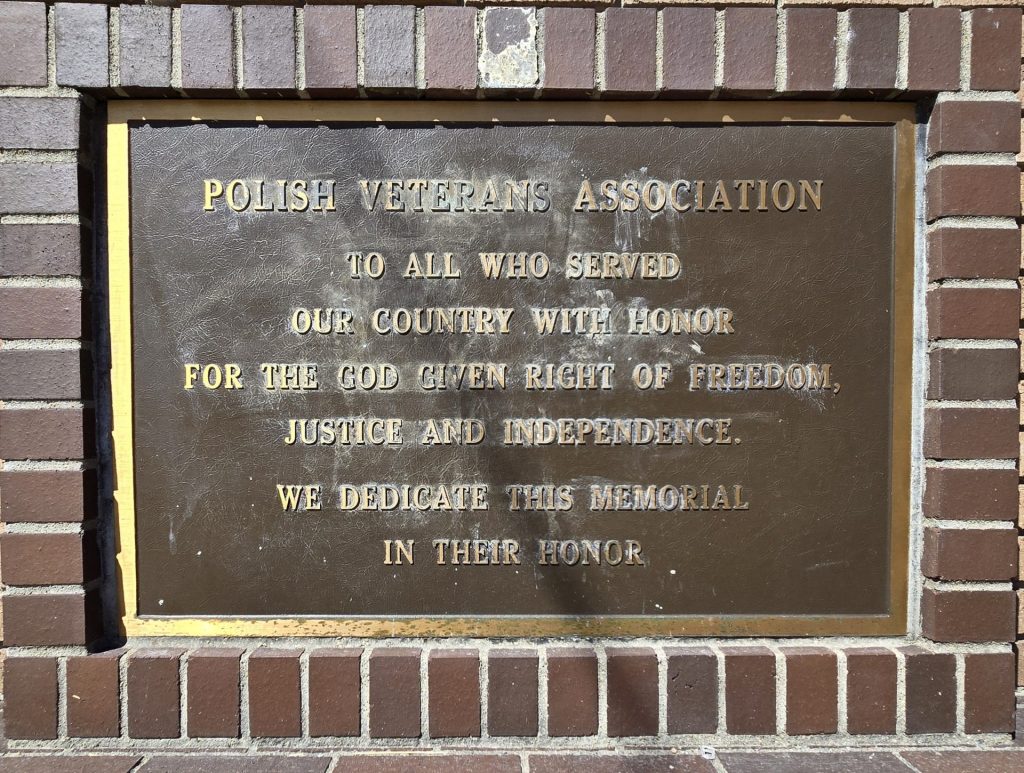 POLISH VETERANS ASSOCIATION
TO ALL WHO SERVED
OUR COUNTRY WITH HONOR
FOR THE GOD GIVEN RIGHT OF FREEDOM,
JUSTICE AND INDEPENDENCE.
WE DEDICATE THIS MEMORIAL
IN THEIR HONOR